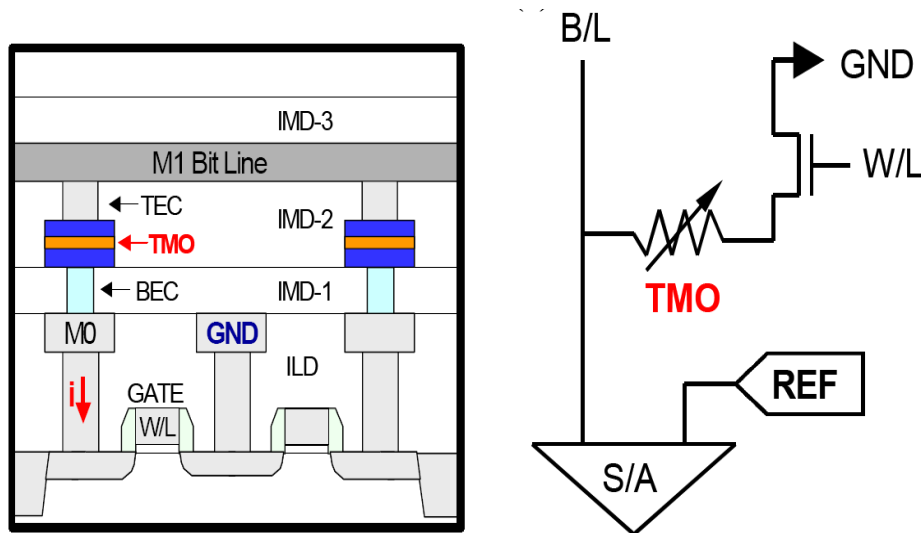 IMD-3
M1 Bit Line
TEC
IMD-2
TMO
BEC
IMD-1
M0
GND
ILD
i
GATE
W/L
B/L
GND
W/L
TMO
REF
S/A